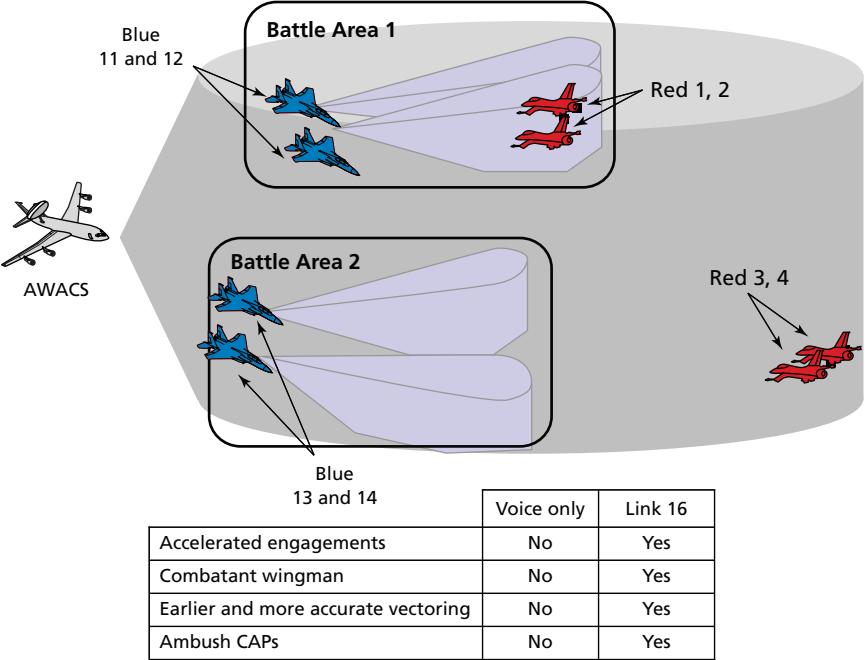 Battle Area 1
Blue
11 and 12
Red 1, 2
AWACS
Battle Area 2
Red 3, 4
Blue
13 and 14
Voice only Link 16
Accelerated engagements No Yes
Combatant wingman No Yes
Earlier and more accurate vectoring No Yes
Ambush CAPs No Yes